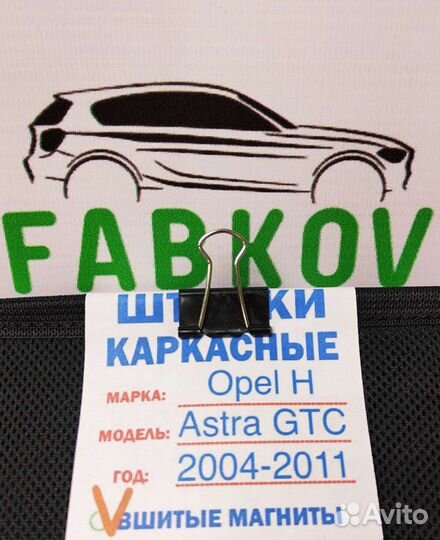 FABKOV
КАРКАСНЫЕ
МАРКА: Opel H
МОДЕЛЬ: Astra GTC
ГОД: 2004-2011
ВШИТЫЕ МАГНИТЫ
Avito